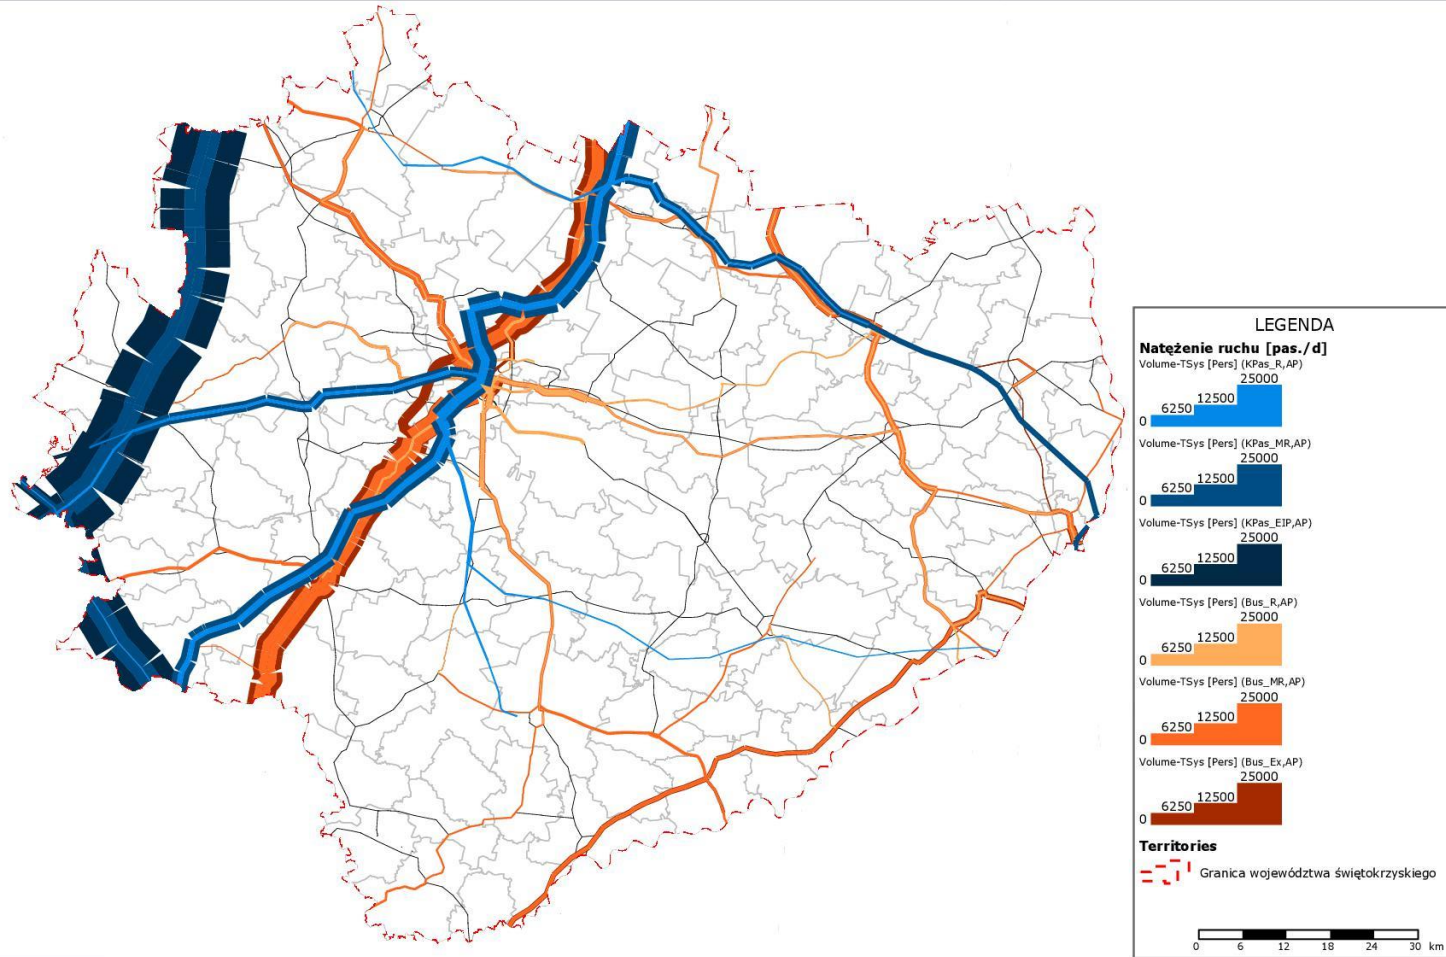 LEGENDA
Natężenie ruchu [pas./d]
Volume-TSys [Pers] (KPas_R,AP)
0 6250 12500 25000
Volume-TSys [Pers] (KPas_MR,AP)
0 6250 12500 25000
Volume-TSys [Pers] (KPas_EIP,AP)
0 6250 12500 25000
Volume-TSys [Pers] (Bus_R,AP)
0 6250 12500 25000
Volume-TSys [Pers] (Bus_MR,AP)
0 6250 12500 25000
Volume-TSys [Pers] (Bus_Ex,AP)
0 6250 12500 25000
Territories
Granica województwa świętokrzyskiego
0 6 12 18 24 30 km